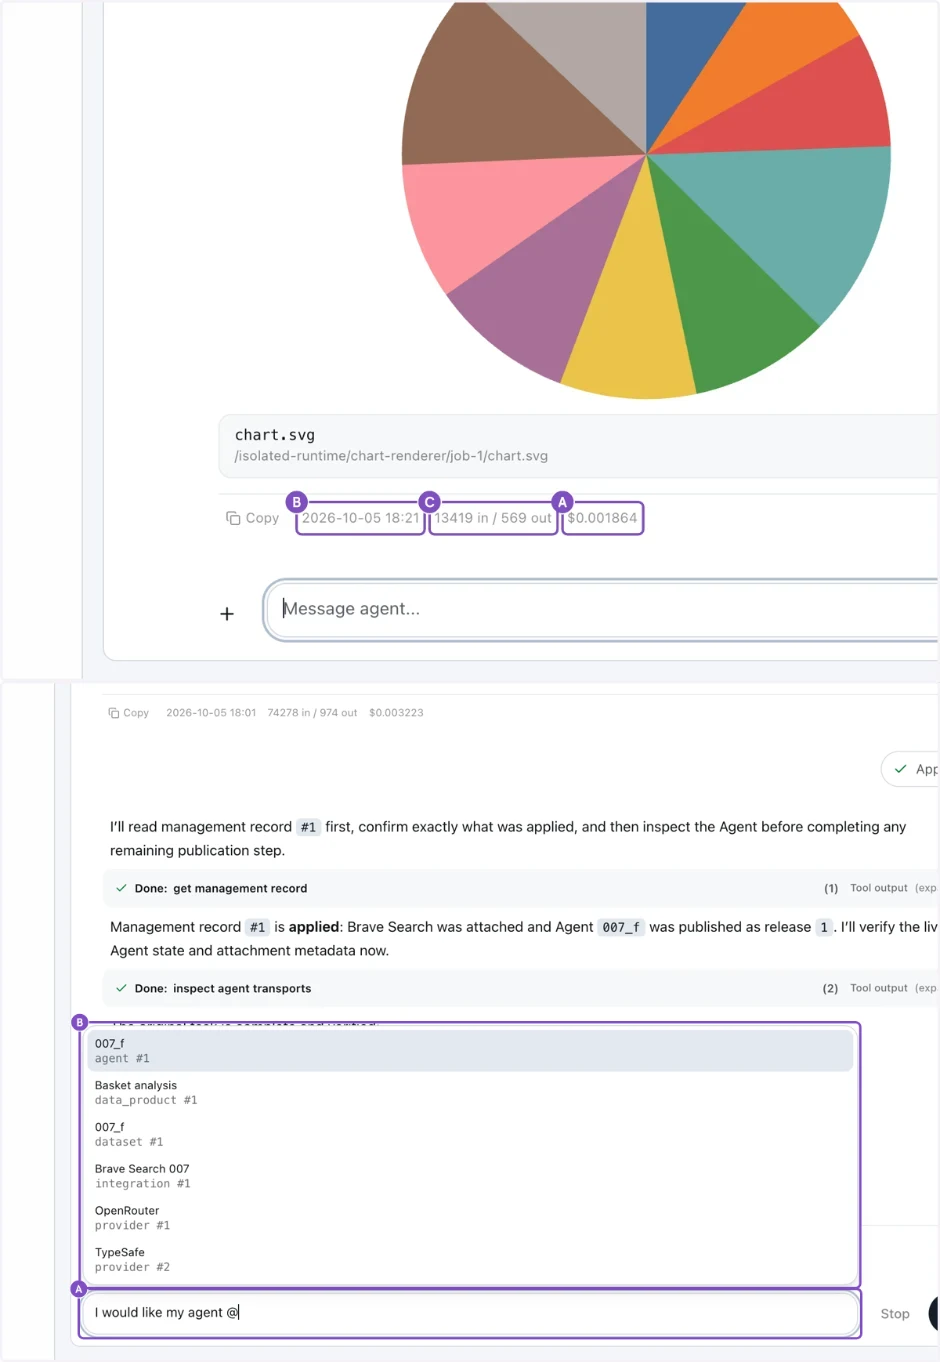 chart.svg
/isolated-runtime/chart-renderer/job-1/chart.svg
B C A
Copy 2026-10-05 18:21 13419 in / 569 out $0.001864
+ Message agent...
Copy 2026-10-05 18:01 74278 in / 974 out $0.003223
App
I'll read management record #1 first, confirm exactly what was applied, and then inspect the Agent before completing any
remaining publication step.
Done: get management record (1) Tool output (exp
Management record #1 is applied: Brave Search was attached and Agent 007_f was published as release 1. I'll verify the liv
Agent state and attachment metadata now.
Done: inspect agent transports (2) Tool output (exp
B
007_f
agent #1
Basket analysis
data_product #1
007_f
dataset #1
Brave Search 007
integration #1
OpenRouter
provider #1
TypeSafe
provider #2
A
I would like my agent @
Stop